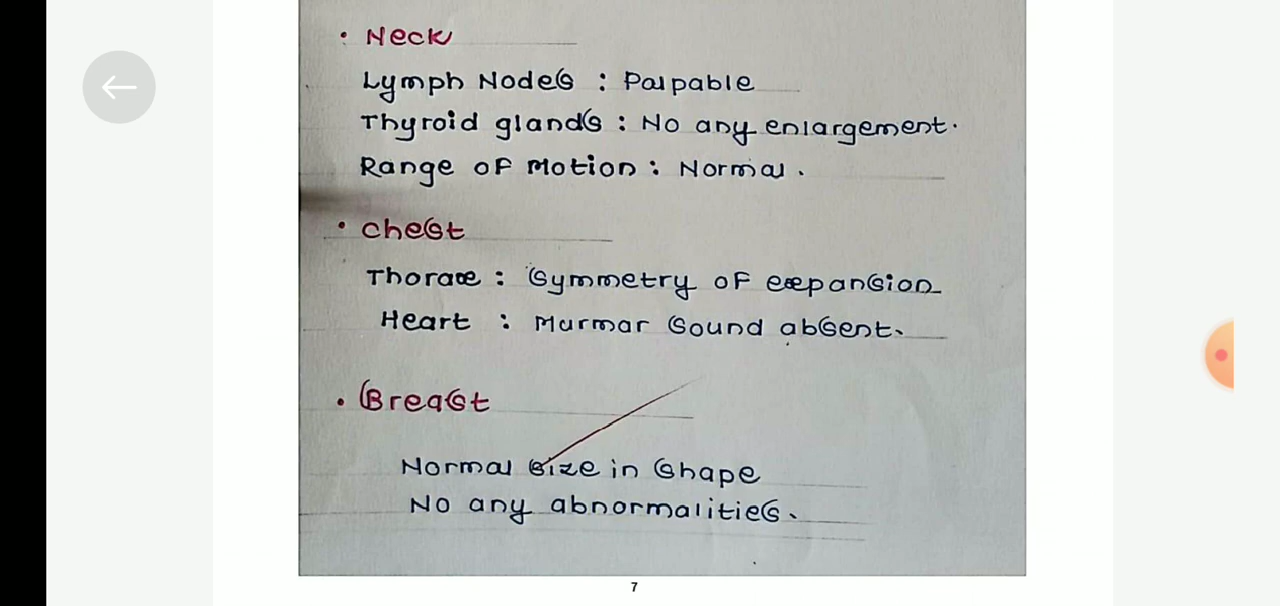 • Neck
Lymph Nodes : Palpable
Thyroid glands : No any enlargement.
Range of Motion : Normal.
• Chest
Thorax : Symmetry of expansion
Heart : Murmar Sound absent.
• Breast
Normal size in Shape
No any abnormalities.
7